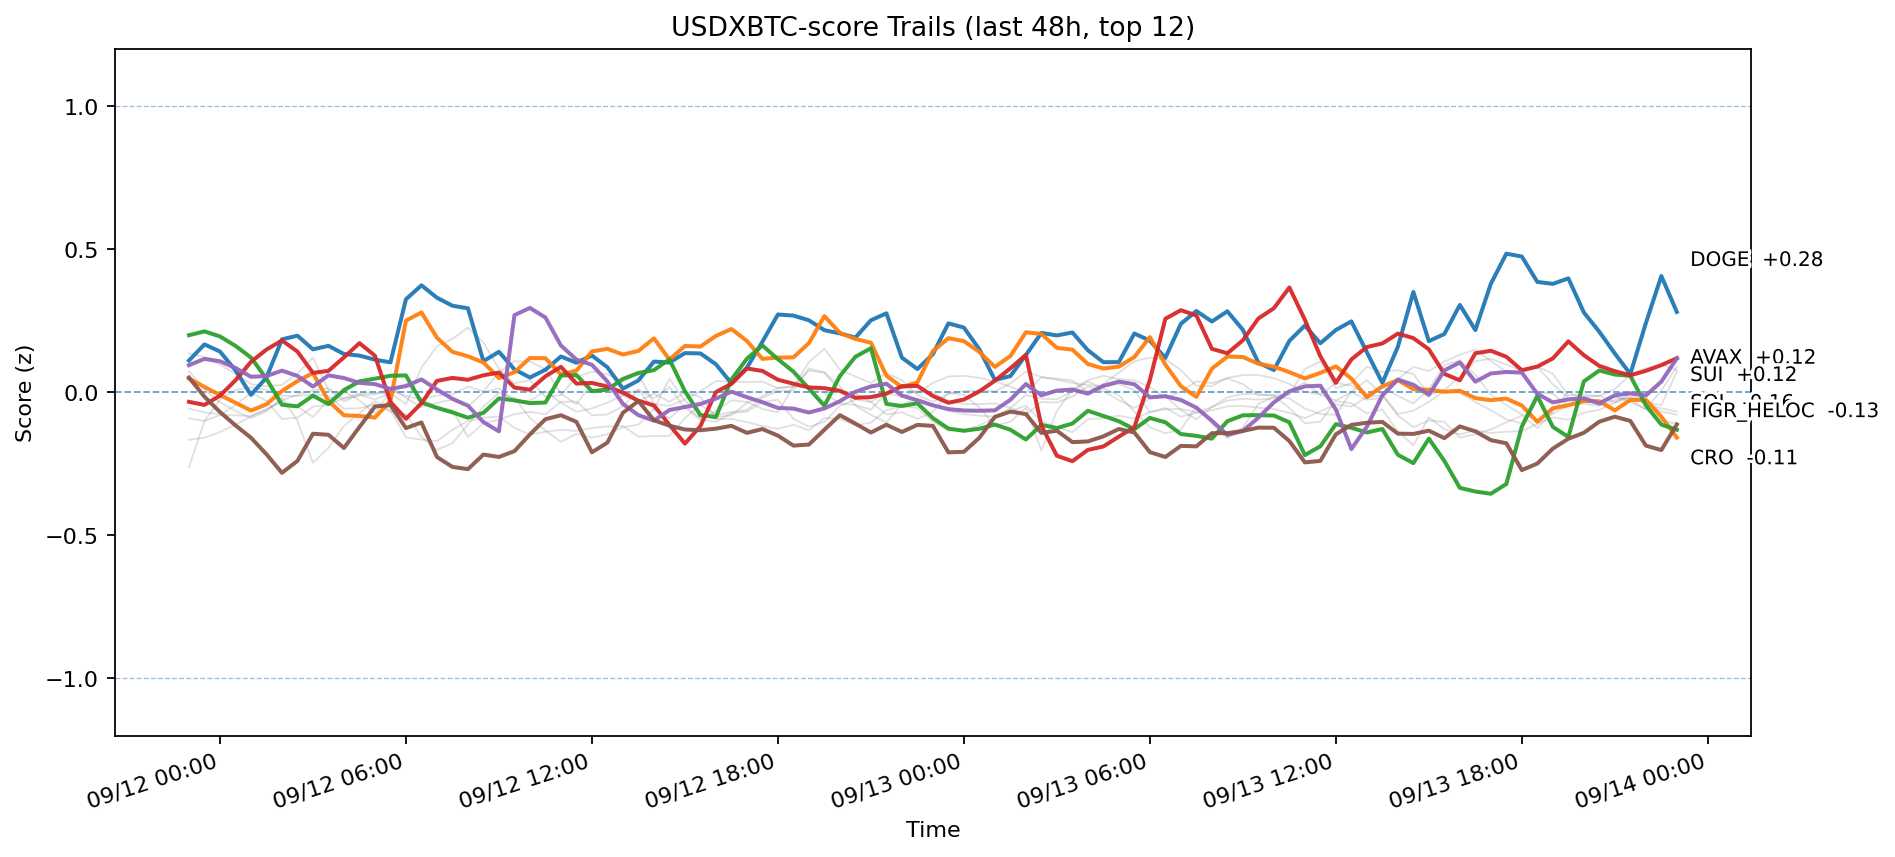 USDXBTC-score Trails (last 48h, top 12)
Score (z)
1.0
0.5
0.0
−0.5
−1.0
DOGE +0.28
AVAX +0.12
SUI +0.12
FIGR_HELOC -0.13
CRO -0.11
09/12 00:00
09/12 06:00
09/12 12:00
09/12 18:00
09/13 00:00
09/13 06:00
09/13 12:00
09/13 18:00
09/14 00:00
Time